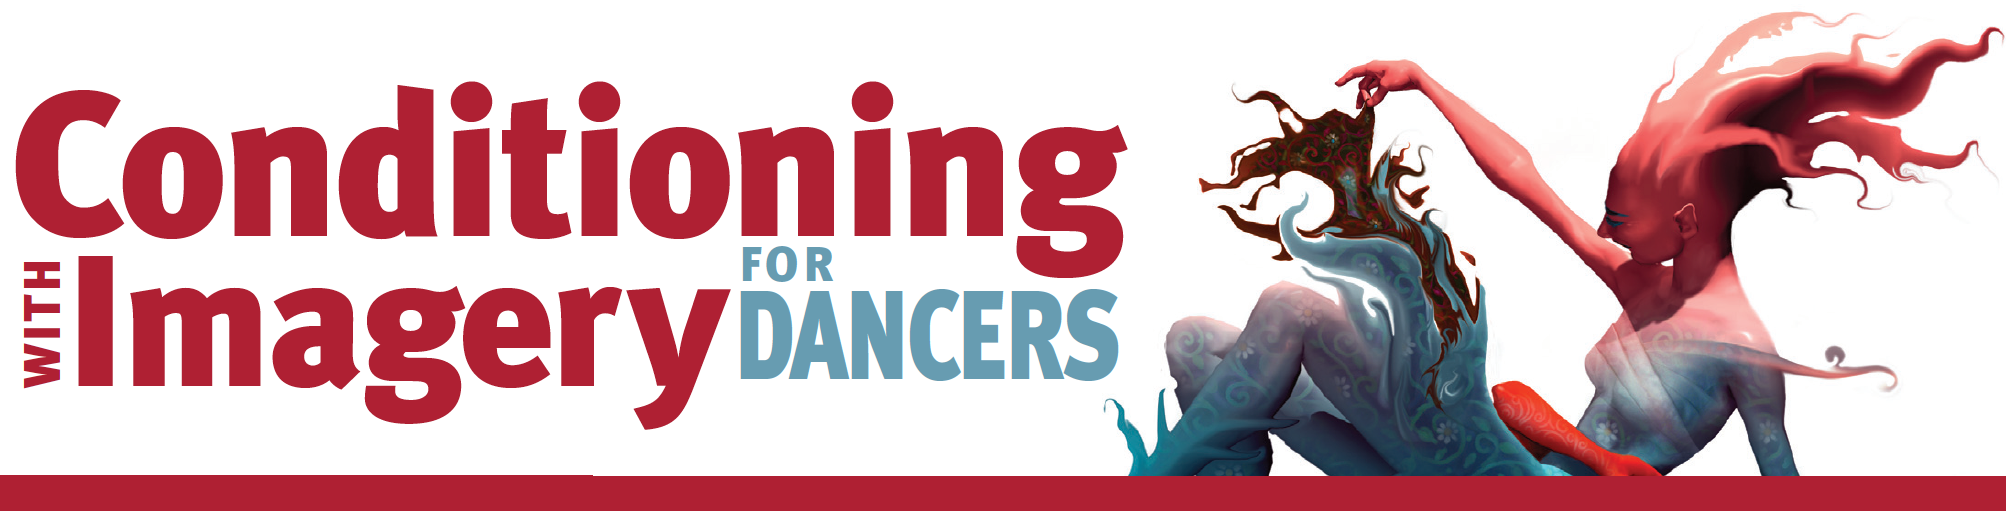 Conditioning
WITH Imagery FOR
DANCERS